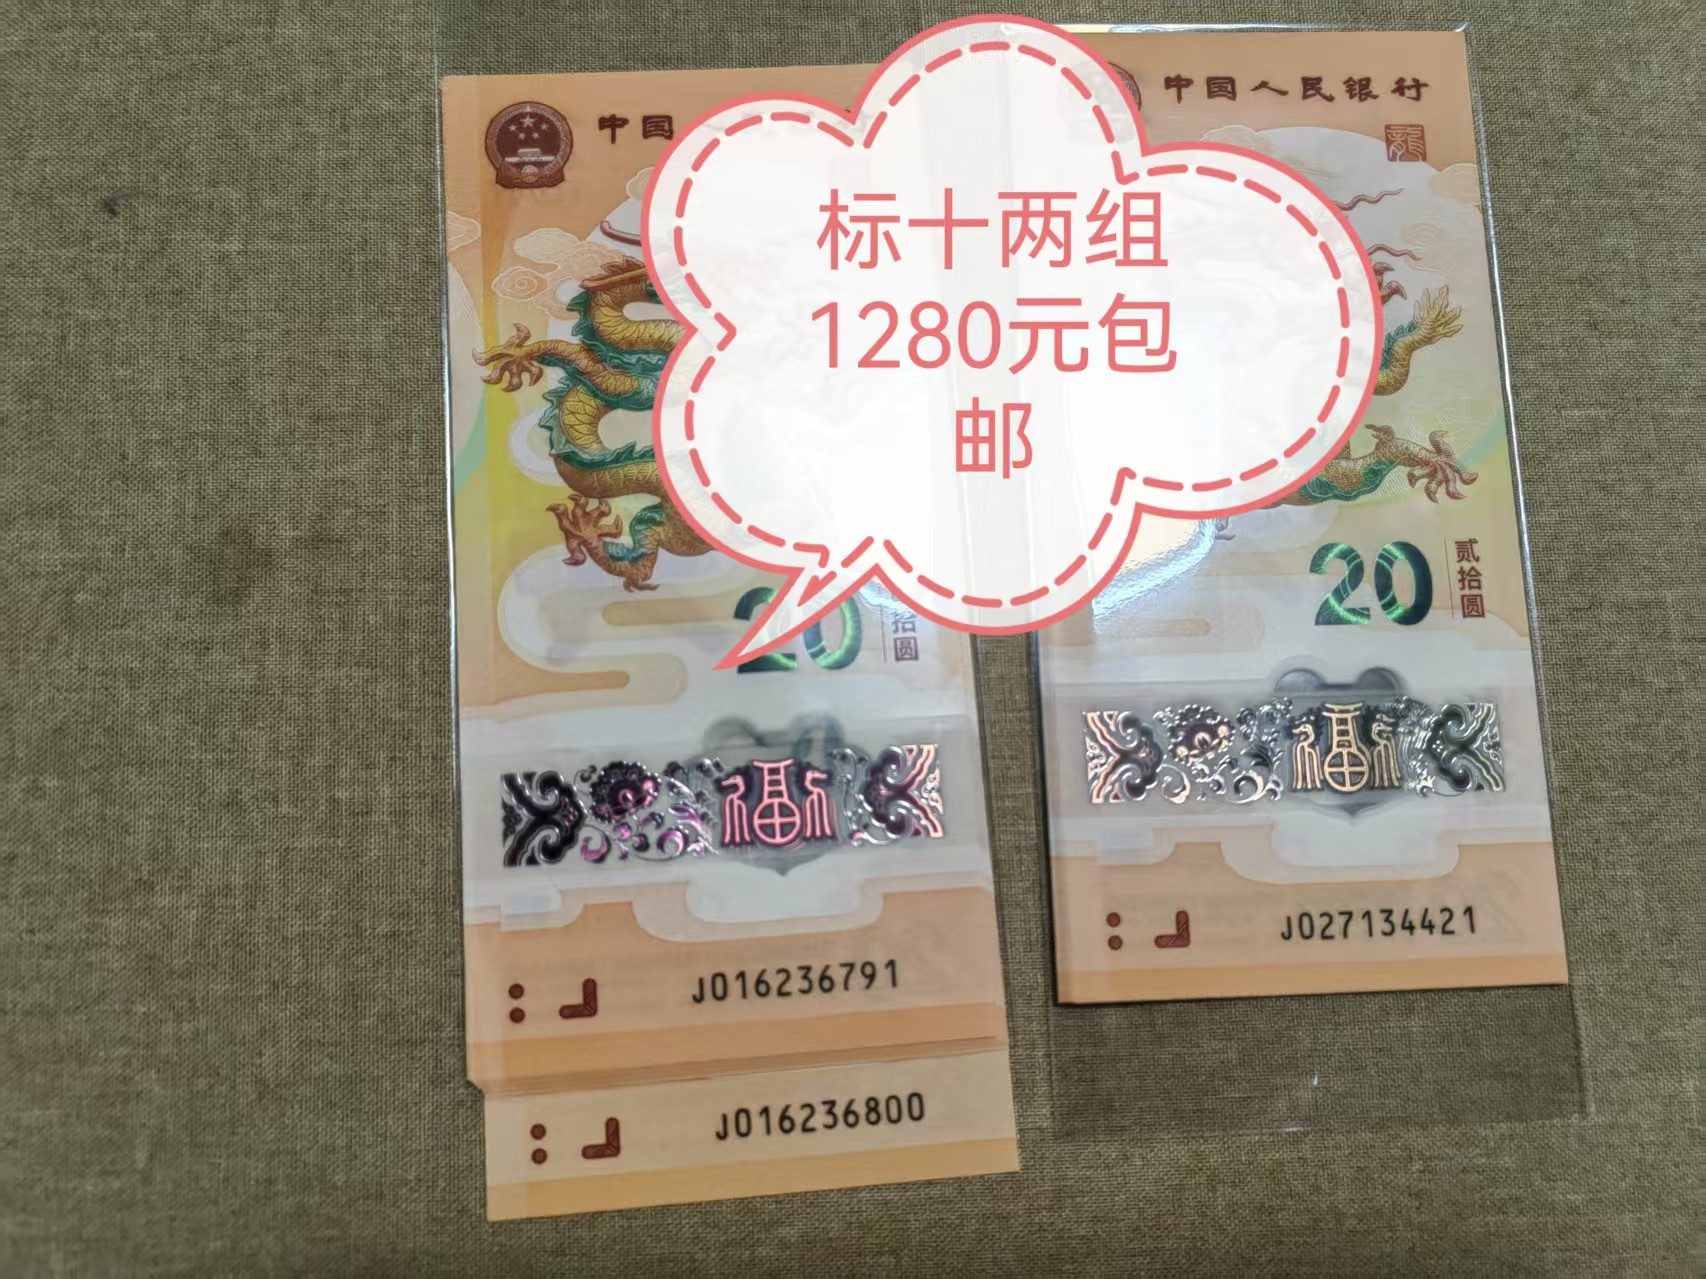 中国
中国人民银行
龍
标十两组
1280元包
邮
20
拾圆
20
贰拾圆
福
福
J016236791
J027134421
J016236800